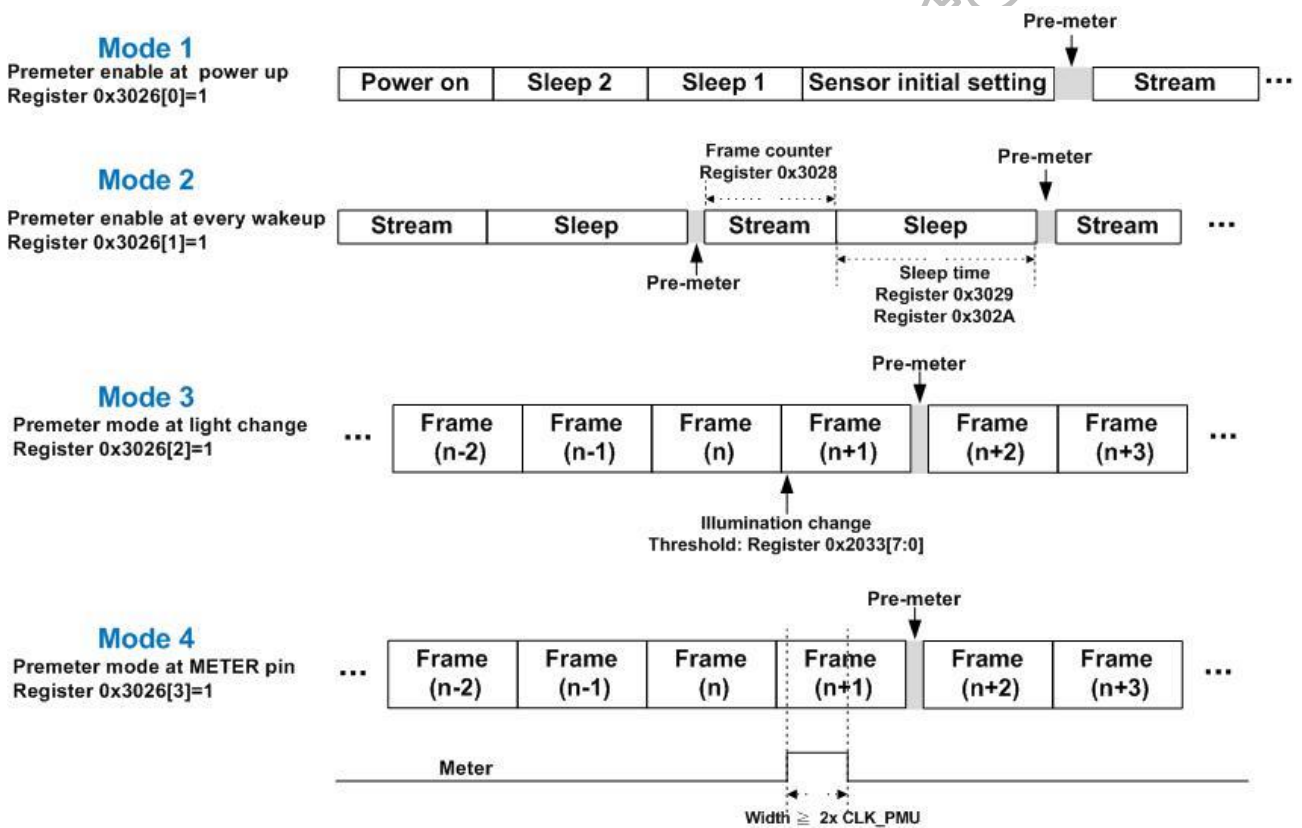 Pre-meter
Mode 1
Premeter enable at power up
Register 0x3026[0]=1
Power on Sleep 2 Sleep 1 Sensor initial setting Stream ...
Frame counter
Register 0x3028
Pre-meter
Mode 2
Premeter enable at every wakeup
Register 0x3026[1]=1
Stream Sleep Stream Sleep Stream ...
Pre-meter
Sleep time
Register 0x3029
Register 0x302A
Pre-meter
Mode 3
Premeter mode at light change
Register 0x3026[2]=1
... Frame (n-2) Frame (n-1) Frame (n) Frame (n+1) Frame (n+2) Frame (n+3) ...
Illumination change
Threshold: Register 0x2033[7:0]
Pre-meter
Mode 4
Premeter mode at METER pin
Register 0x3026[3]=1
... Frame (n-2) Frame (n-1) Frame (n) Frame (n+1) Frame (n+2) Frame (n+3) ...
Meter
Width ≧ 2x CLK_PMU